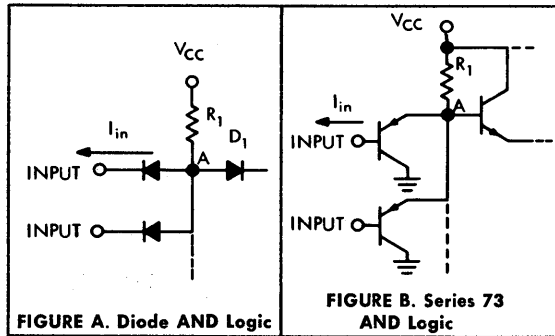 VCC
R1
Iin
D1
A
INPUT
INPUT
FIGURE A. Diode AND Logic
VCC
R1
Iin
A
INPUT
INPUT
FIGURE B. Series 73
AND Logic